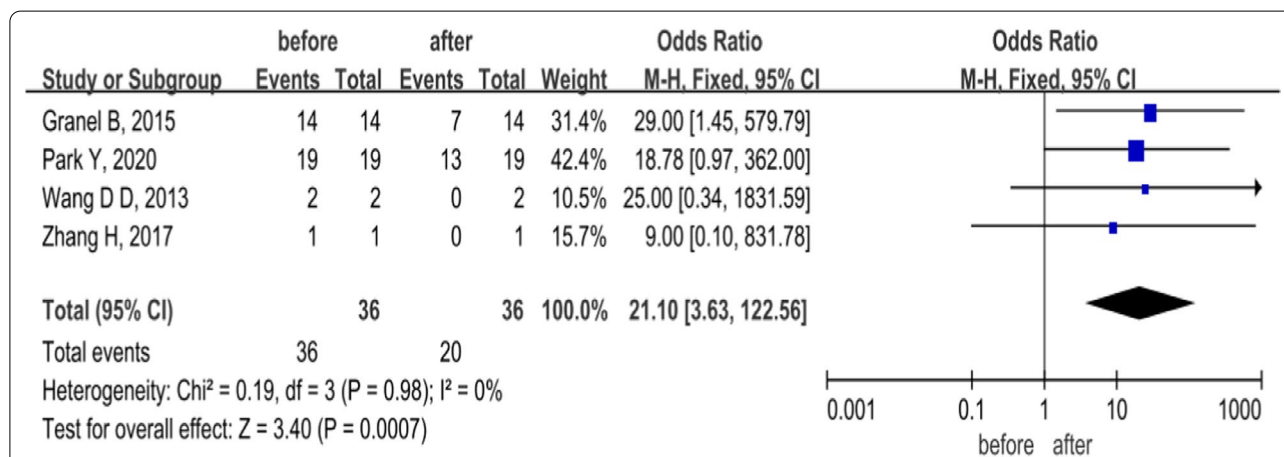 before after Odds Ratio Odds Ratio
Study or Subgroup Events Total Events Total Weight M-H, Fixed, 95% CI M-H, Fixed, 95% CI
Granel B, 2015 14 14 7 14 31.4% 29.00 [1.45, 579.79]
Park Y, 2020 19 19 13 19 42.4% 18.78 [0.97, 362.00]
Wang D D, 2013 2 2 0 2 10.5% 25.00 [0.34, 1831.59]
Zhang H, 2017 1 1 0 1 15.7% 9.00 [0.10, 831.78]
Total (95% CI) 36 36 100.0% 21.10 [3.63, 122.56]
Total events 36 20
Heterogeneity: Chi² = 0.19, df = 3 (P = 0.98); I² = 0%
Test for overall effect: Z = 3.40 (P = 0.0007)
0.001 0.1 1 10 1000
before after